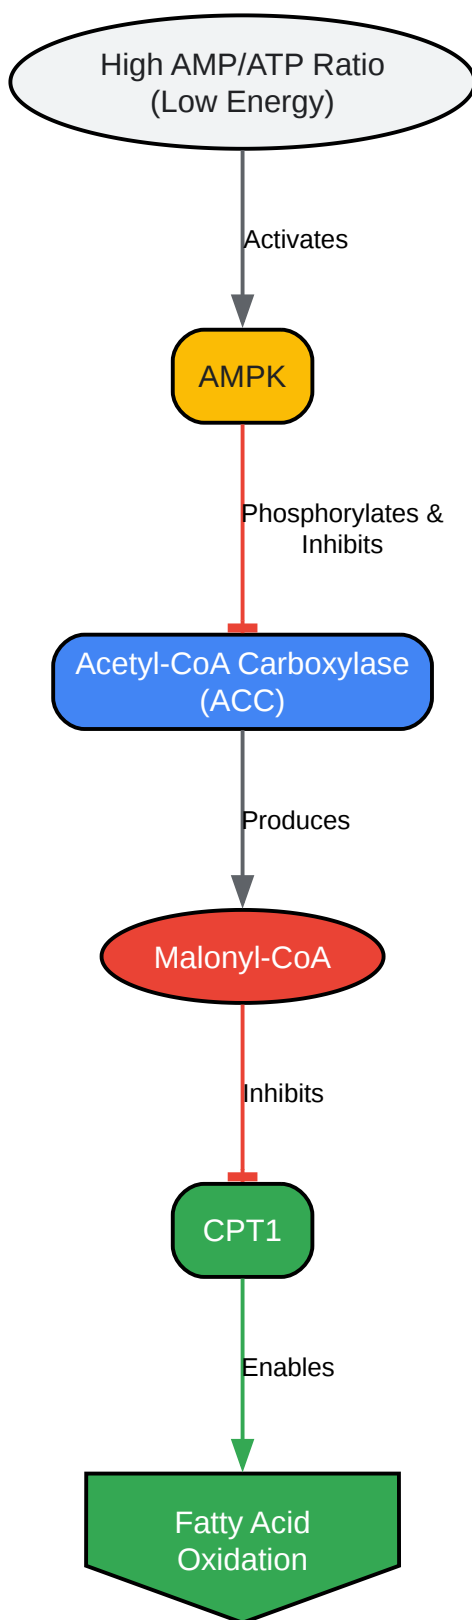 High AMP/ATP Ratio
(Low Energy)
Activates
AMPK
Phosphorylates &
Inhibits
Acetyl-CoA Carboxylase
(ACC)
Produces
Malonyl-CoA
Inhibits
CPT1
Enables
Fatty Acid
Oxidation